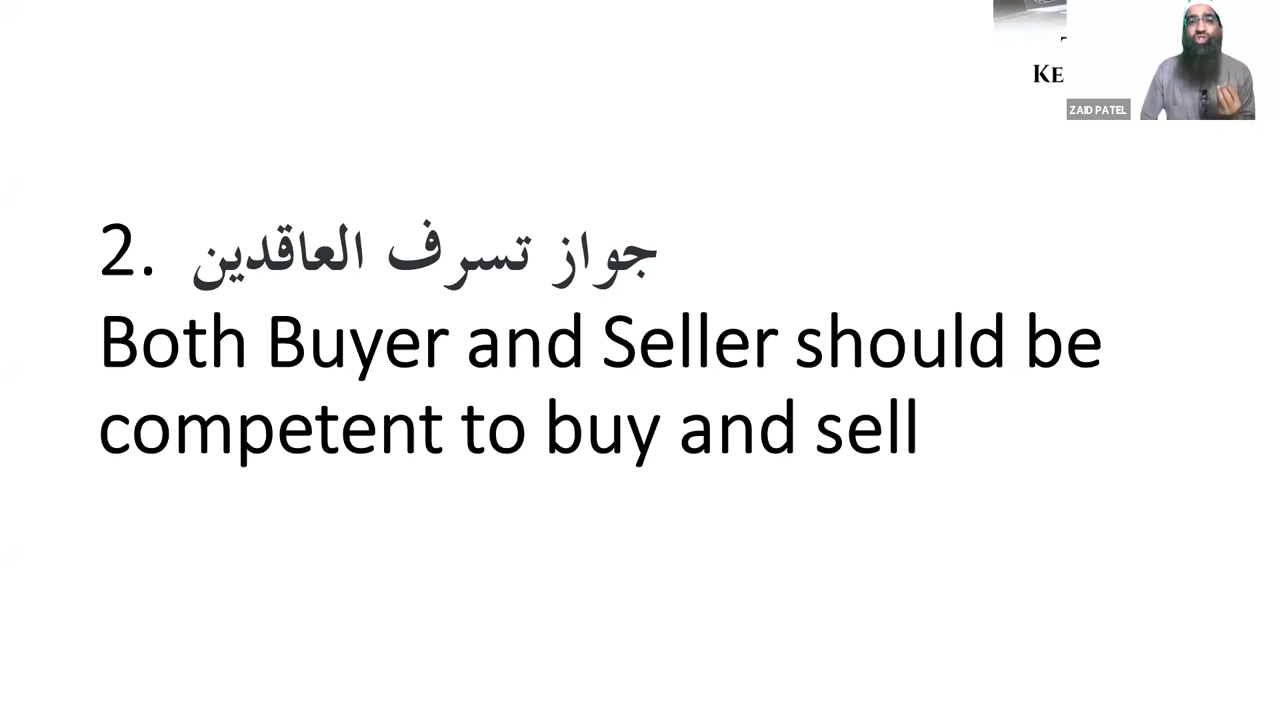 KE
ZAID PATEL
2. جواز تسرف العاقدين
Both Buyer and Seller should be
competent to buy and sell